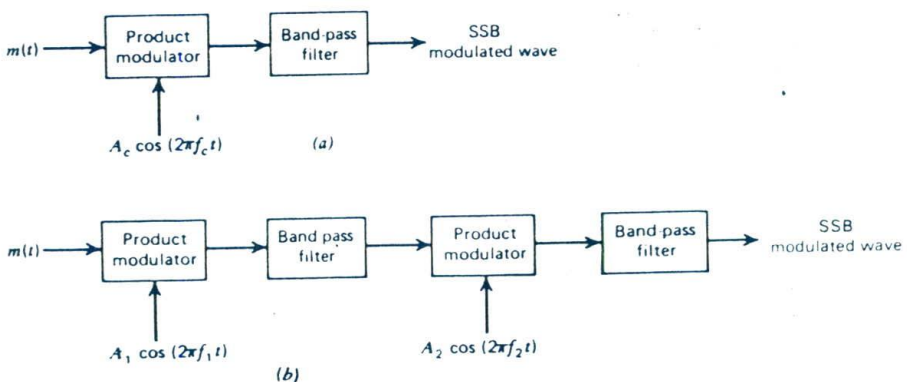 m(t)
Product
modulator
Band-pass
filter
SSB
modulated wave
A_c cos (2πf_c t)
(a)
m(t)
Product
modulator
Band pass
filter
Product
modulator
Band-pass
filter
SSB
modulated wave
A_1 cos (2πf_1 t)
A_2 cos (2πf_2 t)
(b)